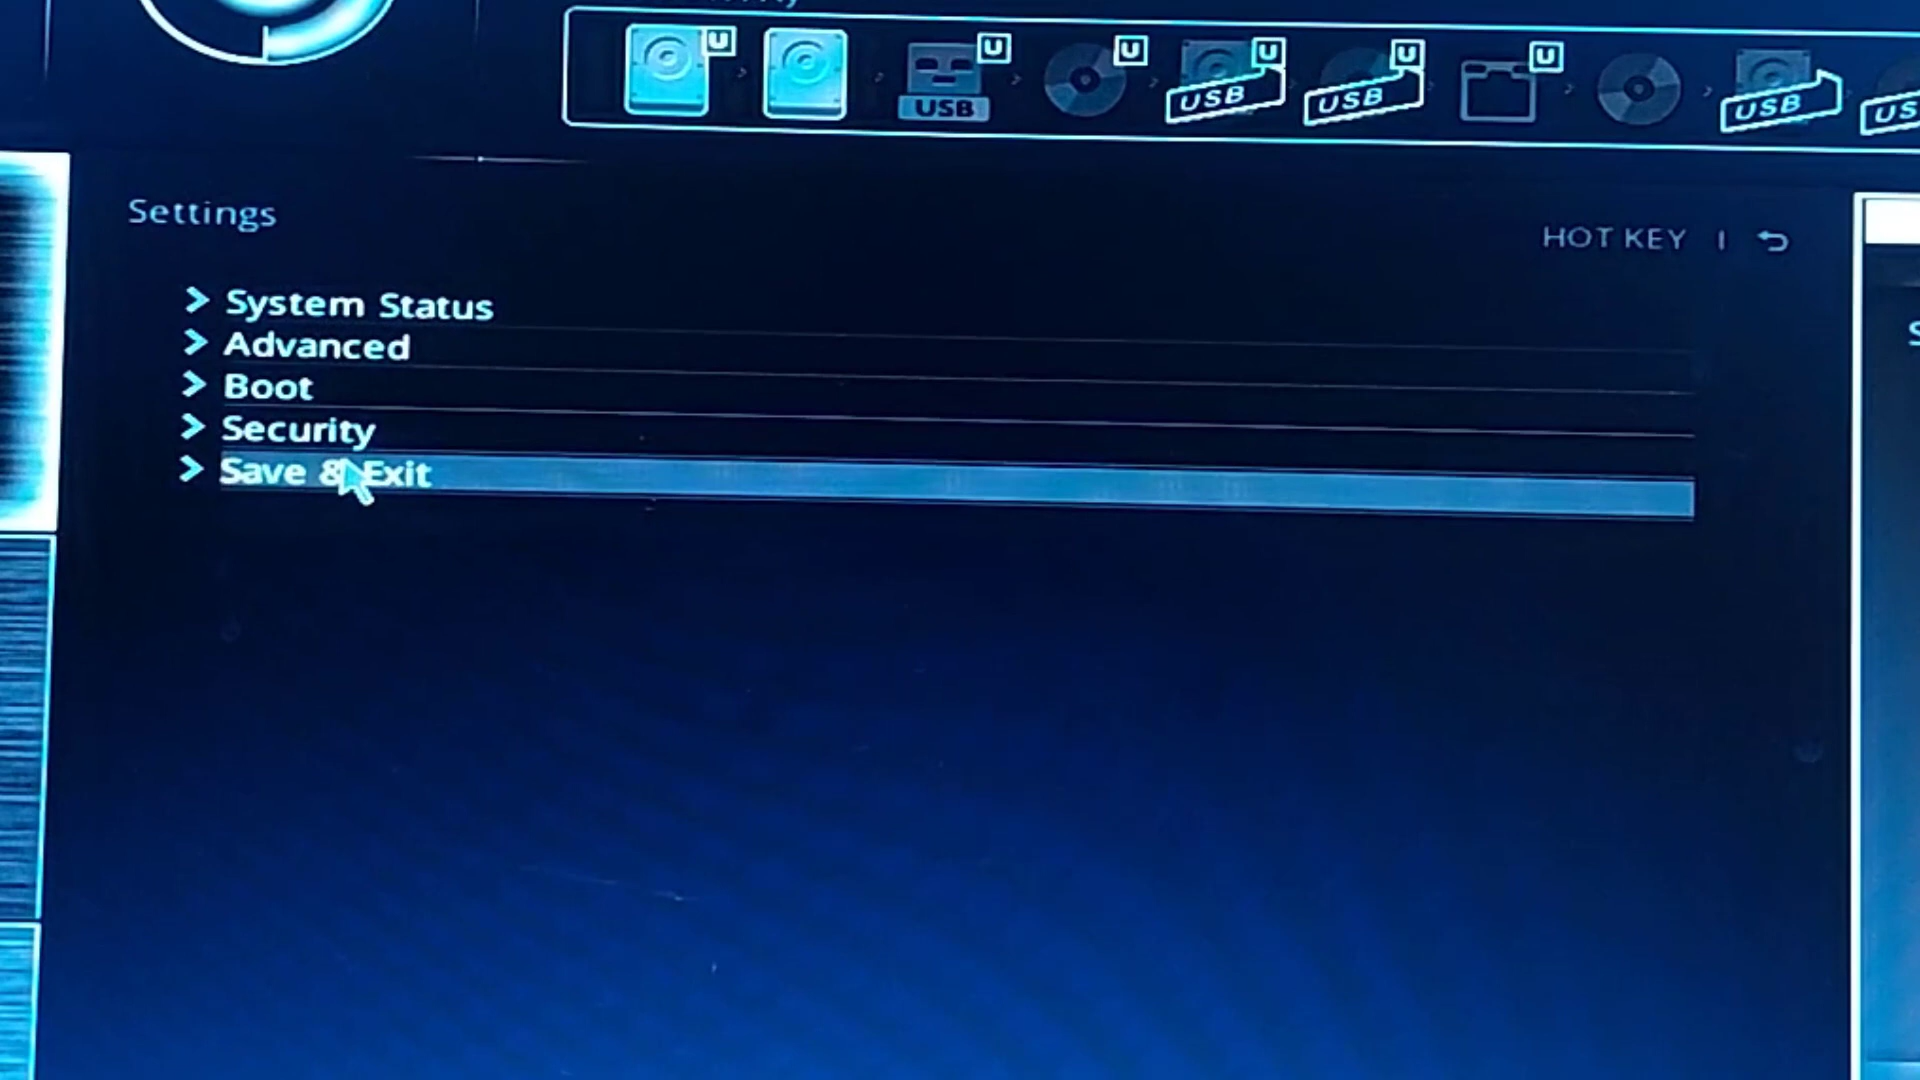 U U U U U U
USB USB USB USB
Settings
HOT KEY |
> System Status
> Advanced
> Boot
> Security
> Save & Exit